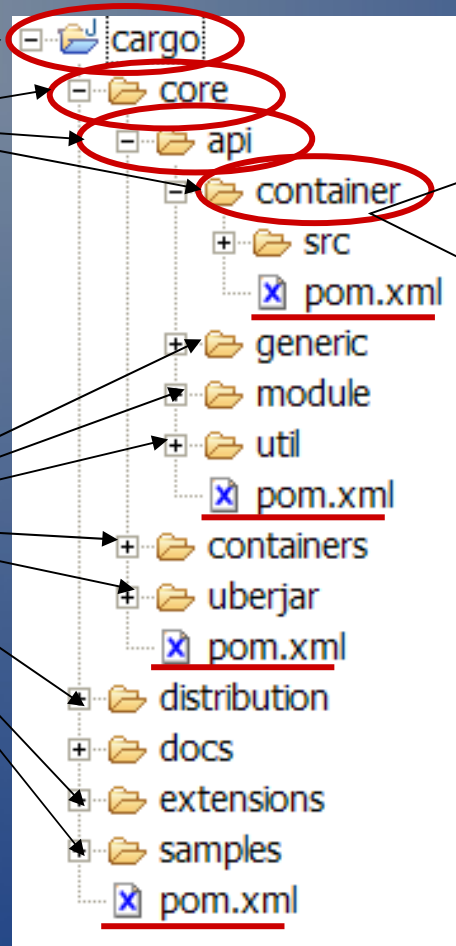 cargo
core
api
container
src
pom.xml
generic
module
util
pom.xml
containers
uberjar
pom.xml
distribution
docs
extensions
samples
pom.xml